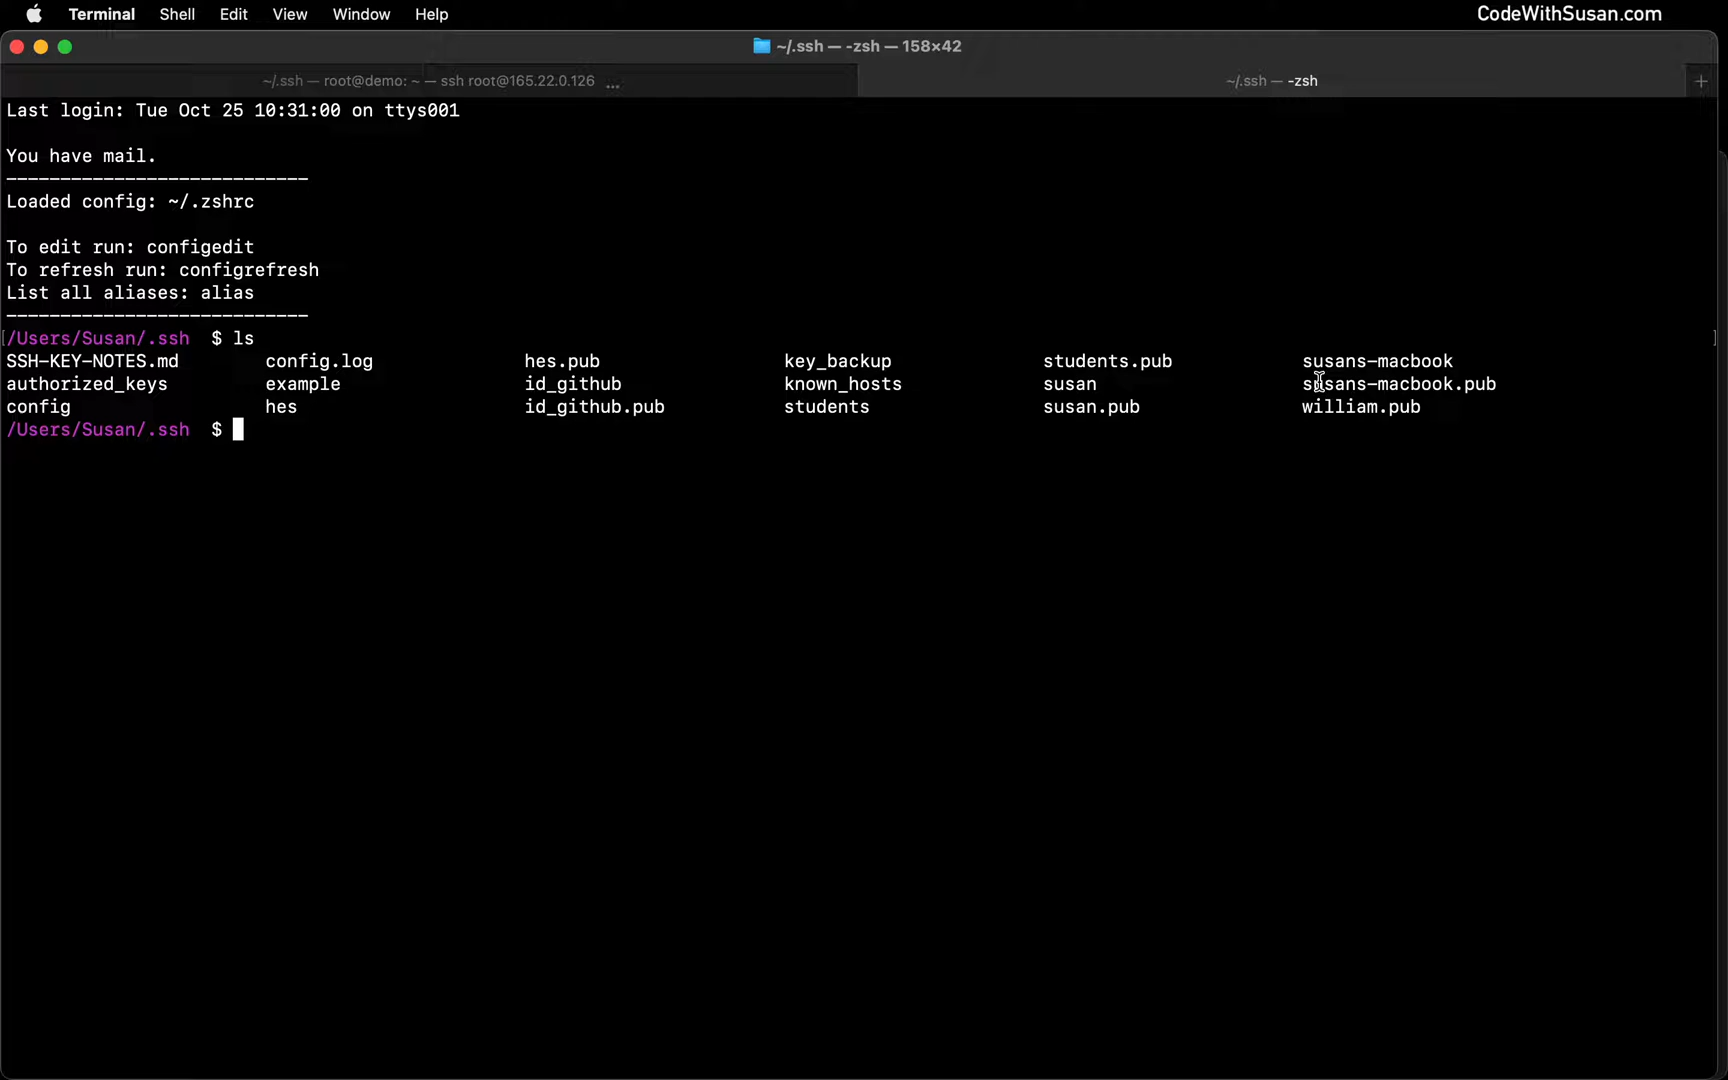 Terminal Shell Edit View Window Help CodeWithSusan.com
~/.ssh — -zsh — 158×42
~/.ssh — root@demo: ~ — ssh root@165.22.0.126 ... ~/.ssh — -zsh +
Last login: Tue Oct 25 10:31:00 on ttys001
You have mail.
----------------------------
Loaded config: ~/.zshrc
To edit run: configedit
To refresh run: configrefresh
List all aliases: alias
----------------------------
[/Users/Susan/.ssh $ ls ]
SSH-KEY-NOTES.md config.log hes.pub key_backup students.pub susans-macbook
authorized_keys example id_github known_hosts susan susans-macbook.pub
config hes id_github.pub students susan.pub william.pub
/Users/Susan/.ssh $